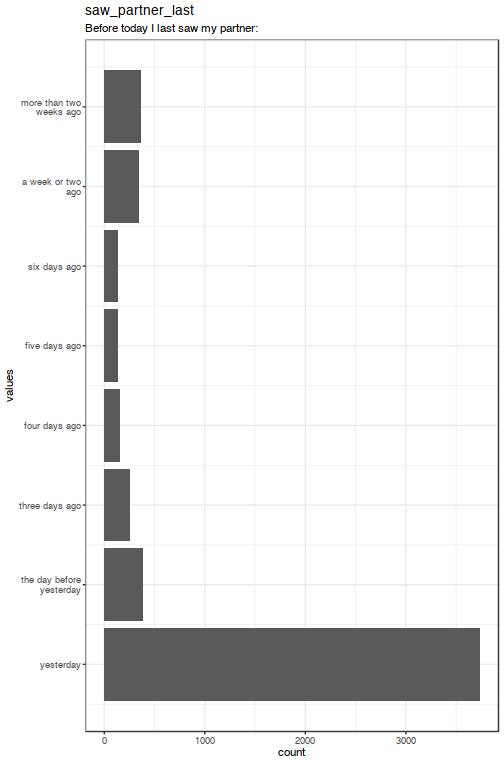 saw_partner_last
Before today I last saw my partner:
more than two
weeks ago
a week or two
ago
six days ago
five days ago
four days ago
three days ago
the day before
yesterday
yesterday
values
0 1000 2000 3000
count